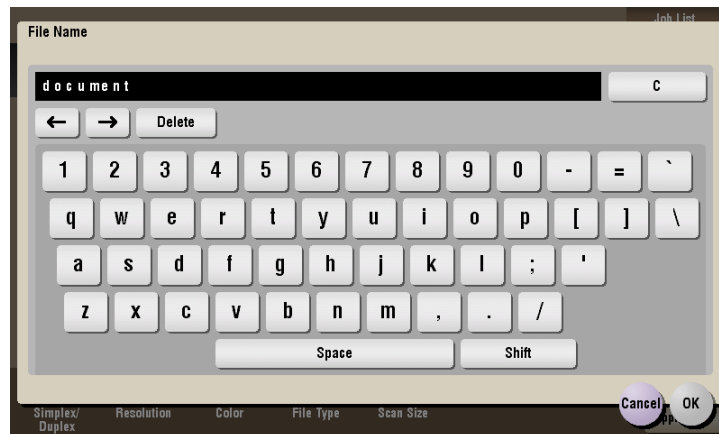 Job List
File Name
document
C
← → Delete
1 2 3 4 5 6 7 8 9 0 - = `
q w e r t y u i o p [ ] \
a s d f g h j k l ; '
z x c v b n m , . /
Space Shift
Cancel OK
Simplex/
Duplex
Resolution Color File Type Scan Size